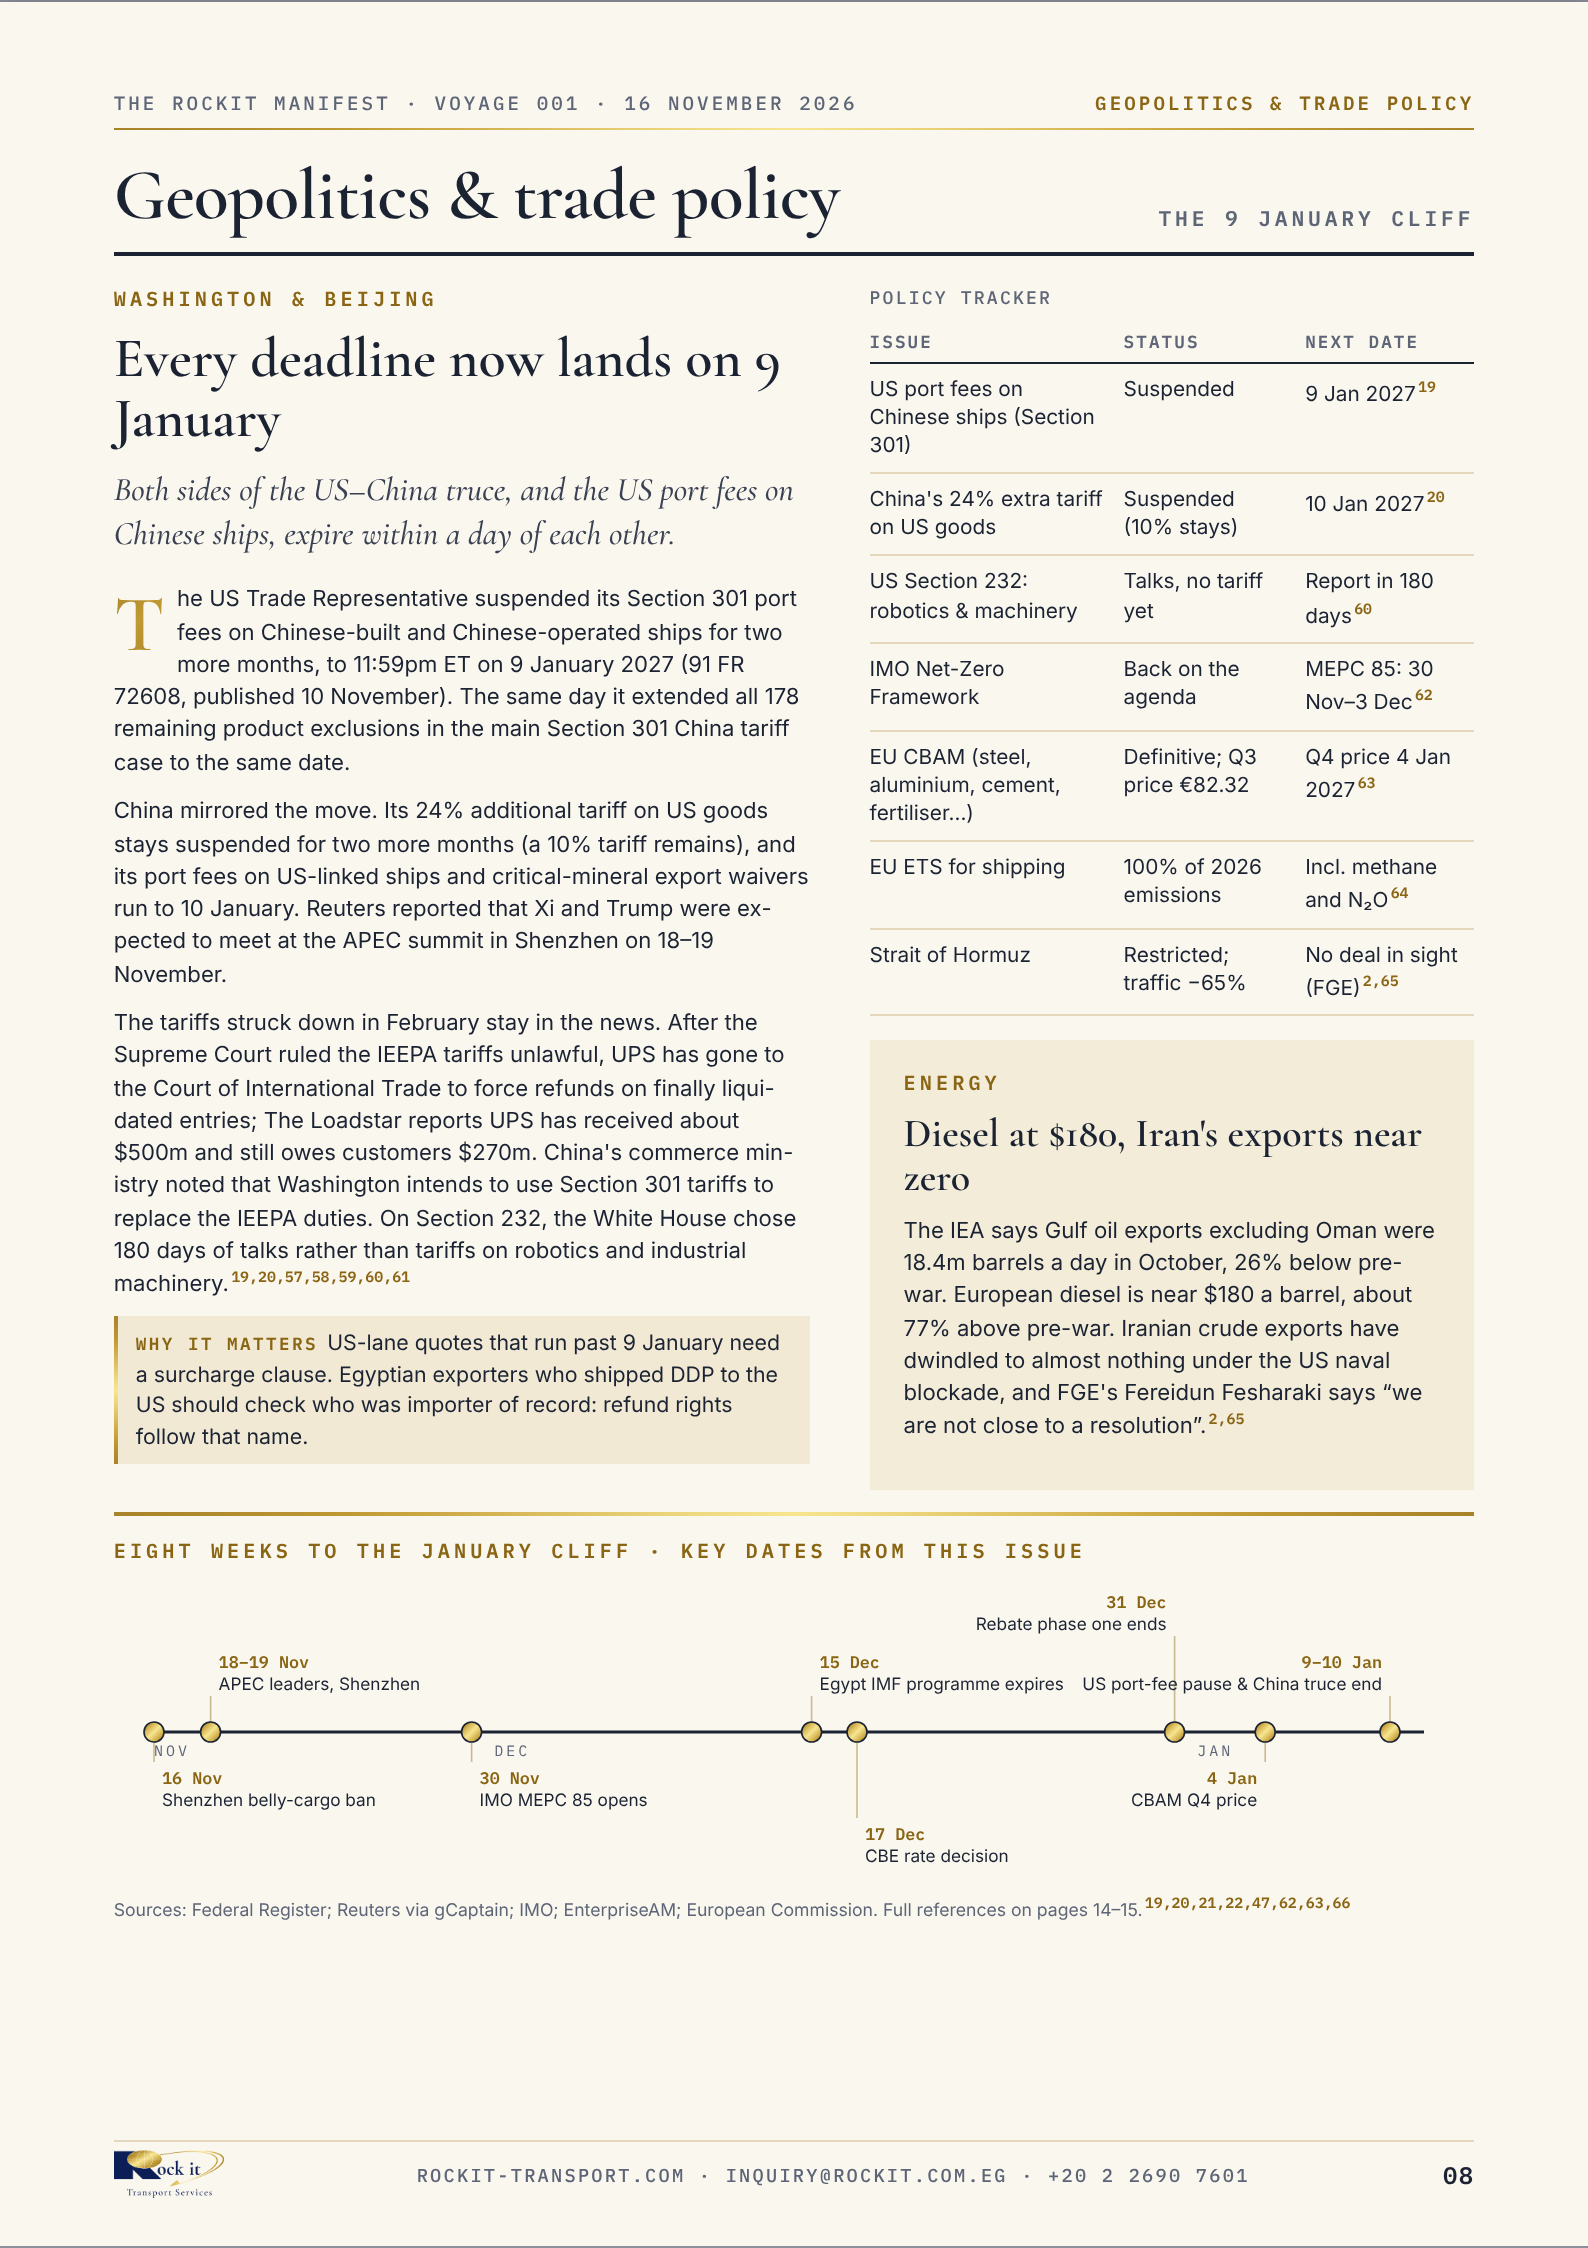 THE ROCKIT MANIFEST · VOYAGE 001 · 16 NOVEMBER 2026
GEOPOLITICS & TRADE POLICY
Geopolitics & trade policy
THE 9 JANUARY CLIFF
WASHINGTON & BEIJING
Every deadline now lands on 9
January
Both sides of the US–China truce, and the US port fees on
Chinese ships, expire within a day of each other.
The US Trade Representative suspended its Section 301 port
fees on Chinese-built and Chinese-operated ships for two
more months, to 11:59pm ET on 9 January 2027 (91 FR
72608, published 10 November). The same day it extended all 178
remaining product exclusions in the main Section 301 China tariff
case to the same date.
China mirrored the move. Its 24% additional tariff on US goods
stays suspended for two more months (a 10% tariff remains), and
its port fees on US-linked ships and critical-mineral export waivers
run to 10 January. Reuters reported that Xi and Trump were ex-
pected to meet at the APEC summit in Shenzhen on 18–19
November.
The tariffs struck down in February stay in the news. After the
Supreme Court ruled the IEEPA tariffs unlawful, UPS has gone to
the Court of International Trade to force refunds on finally liqui-
dated entries; The Loadstar reports UPS has received about
$500m and still owes customers $270m. China's commerce min-
istry noted that Washington intends to use Section 301 tariffs to
replace the IEEPA duties. On Section 232, the White House chose
180 days of talks rather than tariffs on robotics and industrial
machinery. 19,20,57,58,59,60,61
WHY IT MATTERS US-lane quotes that run past 9 January need
a surcharge clause. Egyptian exporters who shipped DDP to the
US should check who was importer of record: refund rights
follow that name.
POLICY TRACKER
ISSUE STATUS NEXT DATE
US port fees on Suspended 9 Jan 2027 19
Chinese ships (Section
301)
China's 24% extra tariff Suspended 10 Jan 2027 20
on US goods (10% stays)
US Section 232: Talks, no tariff Report in 180
robotics & machinery yet days 60
IMO Net-Zero Back on the MEPC 85: 30
Framework agenda Nov–3 Dec 62
EU CBAM (steel, Definitive; Q3 Q4 price 4 Jan
aluminium, cement, price €82.32 2027 63
fertiliser...)
EU ETS for shipping 100% of 2026 Incl. methane
emissions and N₂O 64
Strait of Hormuz Restricted; No deal in sight
traffic −65% (FGE) 2,65
ENERGY
Diesel at $180, Iran's exports near
zero
The IEA says Gulf oil exports excluding Oman were
18.4m barrels a day in October, 26% below pre-
war. European diesel is near $180 a barrel, about
77% above pre-war. Iranian crude exports have
dwindled to almost nothing under the US naval
blockade, and FGE's Fereidun Fesharaki says “we
are not close to a resolution”. 2,65
EIGHT WEEKS TO THE JANUARY CLIFF · KEY DATES FROM THIS ISSUE
31 Dec
Rebate phase one ends
18–19 Nov
APEC leaders, Shenzhen
15 Dec
Egypt IMF programme expires
9–10 Jan
US port-fee pause & China truce end
NOV DEC JAN
16 Nov
Shenzhen belly-cargo ban
30 Nov
IMO MEPC 85 opens
4 Jan
CBAM Q4 price
17 Dec
CBE rate decision
Sources: Federal Register; Reuters via gCaptain; IMO; EnterpriseAM; European Commission. Full references on pages 14–15. 19,20,21,22,47,62,63,66
Rock it
Transport Services
ROCKIT-TRANSPORT.COM · INQUIRY@ROCKIT.COM.EG · +20 2 2690 7601
08